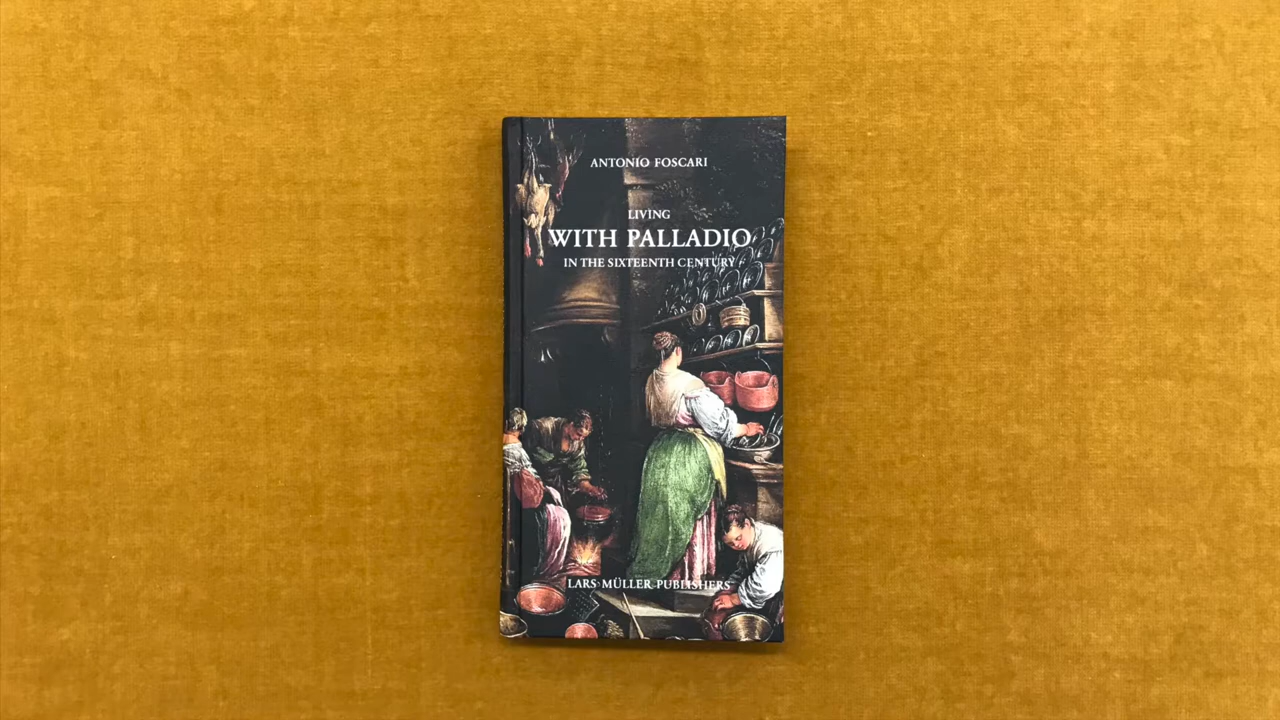 ANTONIO FOSCARI
LIVING
WITH PALLADIO
IN THE SIXTEENTH CENTURY
LARS MÜLLER PUBLISHERS